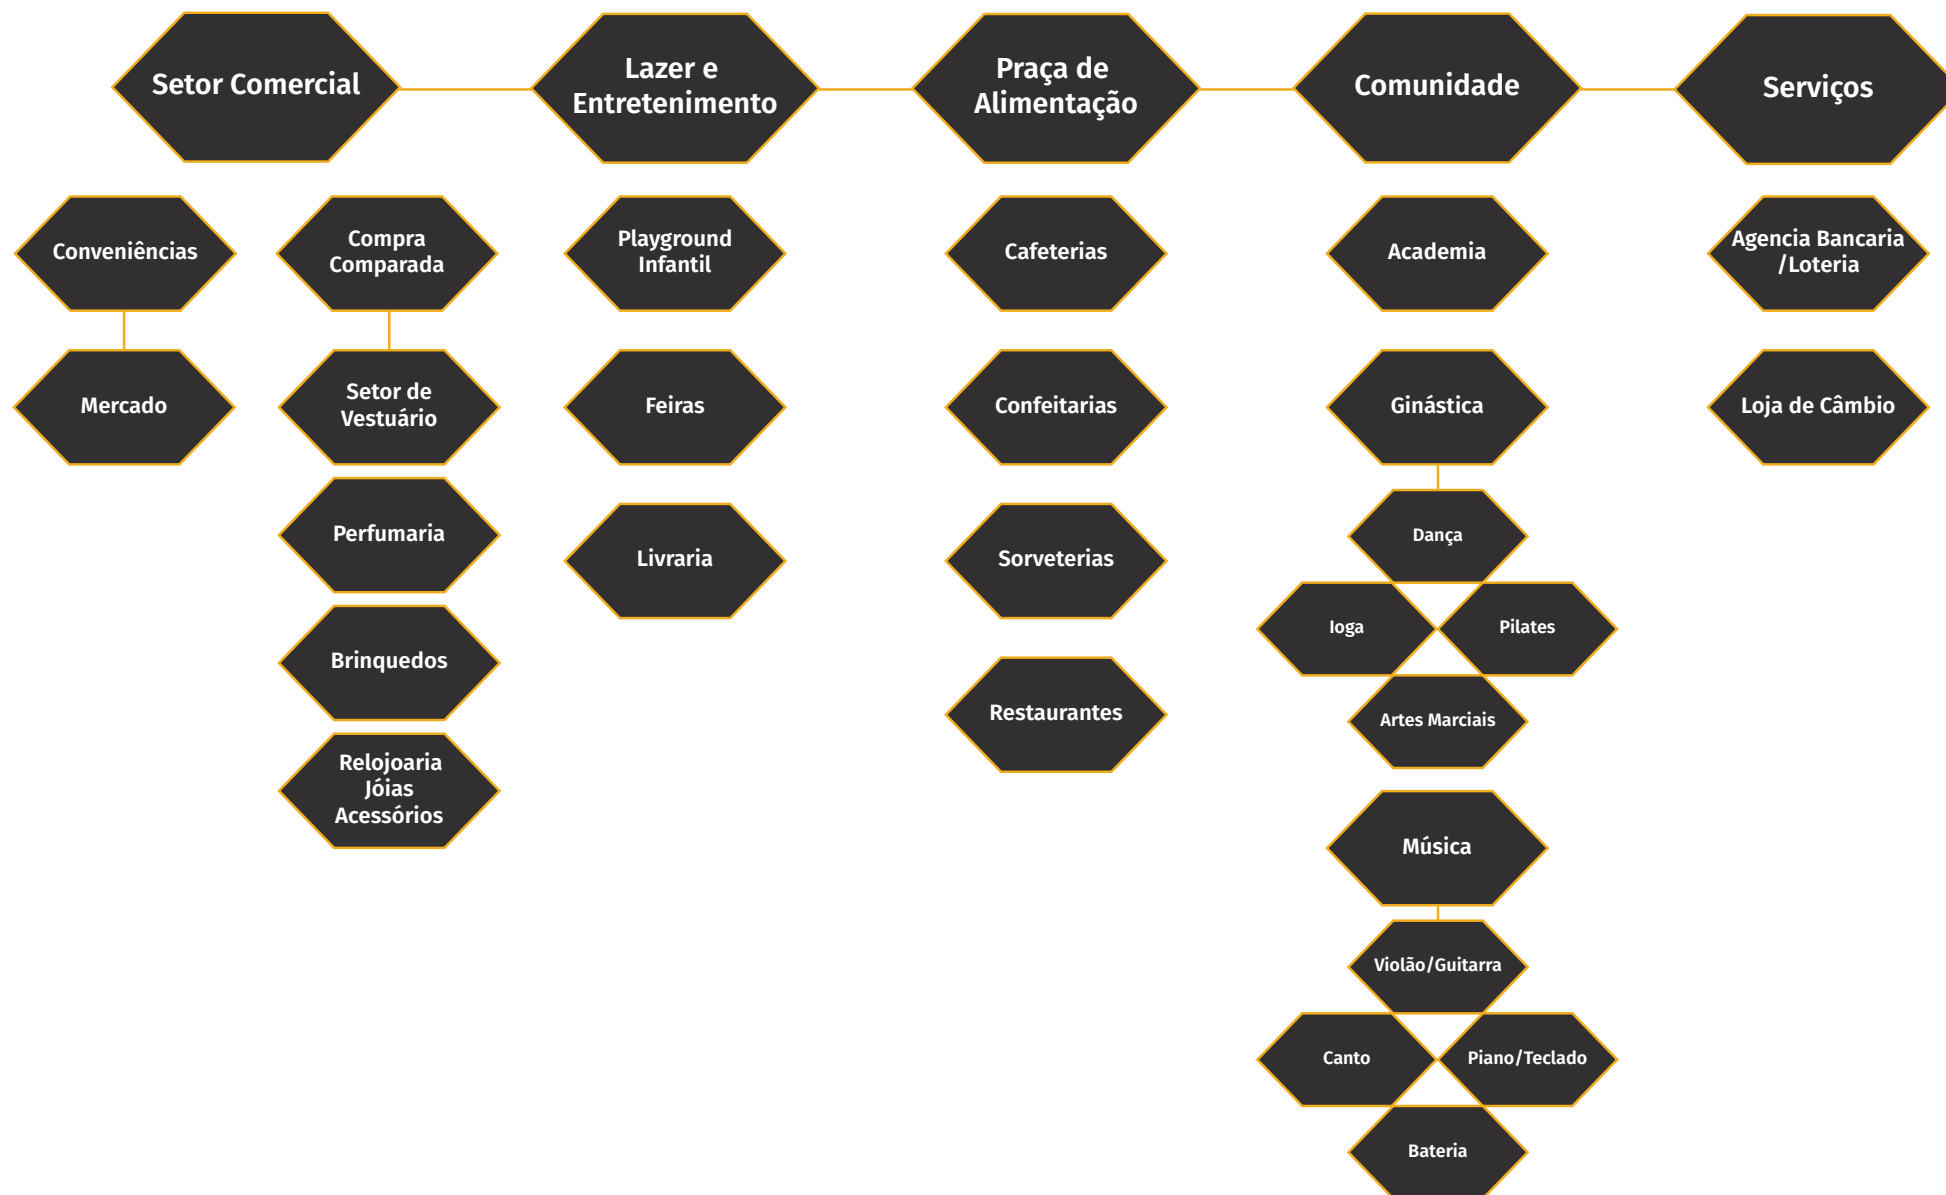 Setor Comercial
Lazer e
Entretenimento
Praça de
Alimentação
Comunidade
Serviços
Conveniências
Compra
Comparada
Playground
Infantil
Cafeterias
Academia
Agencia Bancaria
/Loteria
Mercado
Setor de
Vestuário
Feiras
Confeitarias
Ginástica
Loja de Câmbio
Perfumaria
Livraria
Sorveterias
Dança
Ioga
Pilates
Brinquedos
Restaurantes
Artes Marciais
Relojoaria
Jóias
Acessórios
Música
Violão/Guitarra
Canto
Piano/Teclado
Bateria